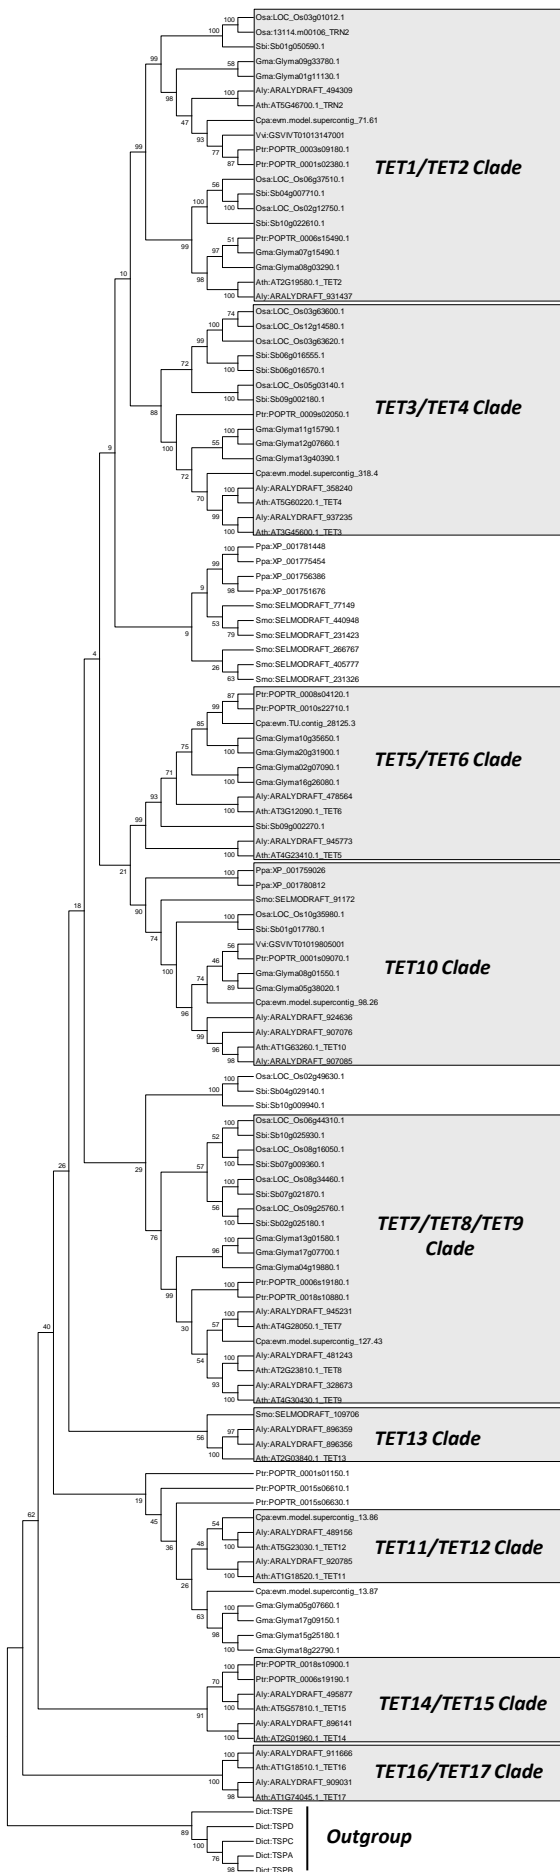 Osa:LOC_Os03g01012.1
Osa:13114.m00106_TRN2
Sbi:Sb01g050590.1
Gma:Glyma09g33780.1
Gma:Glyma01g11130.1
Aly:ARALYDRAFT_494309
Ath:AT5G46700.1_TRN2
Cpa:evm.model.supercontig_71.61
Vvi:GSVIVT01013147001
Ptr:POPTR_0003s09180.1
Ptr:POPTR_0001s02380.1
Osa:LOC_Os06g37510.1
Sbi:Sb04g007710.1
Osa:LOC_Os02g12750.1
Sbi:Sb10g022610.1
Ptr:POPTR_0006s15490.1
Gma:Glyma07g15490.1
Gma:Glyma08g03290.1
Ath:AT2G19580.1_TET2
Aly:ARALYDRAFT_931437
TET1/TET2 Clade
Osa:LOC_Os03g63600.1
Osa:LOC_Os12g14580.1
Osa:LOC_Os03g63620.1
Sbi:Sb06g016555.1
Sbi:Sb06g016570.1
Osa:LOC_Os05g03140.1
Sbi:Sb09g002180.1
Ptr:POPTR_0009s02050.1
Gma:Glyma11g15790.1
Gma:Glyma12g07660.1
Gma:Glyma13g40390.1
Cpa:evm.model.supercontig_318.4
Aly:ARALYDRAFT_358240
Ath:AT5G60220.1_TET4
Aly:ARALYDRAFT_937235
Ath:AT3G45600.1_TET3
TET3/TET4 Clade
Ppa:XP_001781448
Ppa:XP_001775454
Ppa:XP_001756386
Ppa:XP_001751676
Smo:SELMODRAFT_77149
Smo:SELMODRAFT_440948
Smo:SELMODRAFT_231423
Smo:SELMODRAFT_266767
Smo:SELMODRAFT_405777
Smo:SELMODRAFT_231326
Ptr:POPTR_0008s04120.1
Ptr:POPTR_0010s22710.1
Cpa:evm.TU.contig_28125.3
Gma:Glyma10g35650.1
Gma:Glyma20g31900.1
Gma:Glyma02g07090.1
Gma:Glyma16g26080.1
Aly:ARALYDRAFT_478564
Ath:AT3G12090.1_TET6
Sbi:Sb09g002270.1
Aly:ARALYDRAFT_945773
Ath:AT4G23410.1_TET5
TET5/TET6 Clade
Ppa:XP_001759026
Ppa:XP_001780812
Smo:SELMODRAFT_91172
Osa:LOC_Os10g35980.1
Sbi:Sb01g017780.1
Vvi:GSVIVT01019805001
Ptr:POPTR_0001s09070.1
Gma:Glyma08g01550.1
Gma:Glyma05g38020.1
Cpa:evm.model.supercontig_98.26
Aly:ARALYDRAFT_924636
Aly:ARALYDRAFT_907076
Ath:AT1G63260.1_TET10
Aly:ARALYDRAFT_907085
TET10 Clade
Osa:LOC_Os02g49630.1
Sbi:Sb04g029140.1
Sbi:Sb10g009940.1
Osa:LOC_Os06g44310.1
Sbi:Sb10g025930.1
Osa:LOC_Os08g16050.1
Sbi:Sb07g009360.1
Osa:LOC_Os08g34460.1
Sbi:Sb07g021870.1
Osa:LOC_Os09g25760.1
Sbi:Sb02g025180.1
Gma:Glyma13g01580.1
Gma:Glyma17g07700.1
Gma:Glyma04g19880.1
Ptr:POPTR_0006s19180.1
Ptr:POPTR_0018s10880.1
Aly:ARALYDRAFT_945231
Ath:AT4G28050.1_TET7
Cpa:evm.model.supercontig_127.43
Aly:ARALYDRAFT_481243
Ath:AT2G23810.1_TET8
Aly:ARALYDRAFT_328673
Ath:AT4G30430.1_TET9
TET7/TET8/TET9
Clade
Smo:SELMODRAFT_109706
Aly:ARALYDRAFT_896359
Aly:ARALYDRAFT_896356
Ath:AT2G03840.1_TET13
TET13 Clade
Ptr:POPTR_0001s01150.1
Ptr:POPTR_0015s06610.1
Ptr:POPTR_0015s06630.1
Cpa:evm.model.supercontig_13.86
Aly:ARALYDRAFT_489156
Ath:AT5G23030.1_TET12
Aly:ARALYDRAFT_920785
Ath:AT1G18520.1_TET11
TET11/TET12 Clade
Cpa:evm.model.supercontig_13.87
Gma:Glyma05g07660.1
Gma:Glyma17g09150.1
Gma:Glyma15g25180.1
Gma:Glyma18g22790.1
Ptr:POPTR_0018s10900.1
Ptr:POPTR_0006s19190.1
Aly:ARALYDRAFT_495877
Ath:AT5G57810.1_TET15
Aly:ARALYDRAFT_896141
Ath:AT2G01960.1_TET14
TET14/TET15 Clade
Aly:ARALYDRAFT_911666
Ath:AT1G18510.1_TET16
Aly:ARALYDRAFT_909031
Ath:AT1G74045.1_TET17
TET16/TET17 Clade
Dict:TSPE
Dict:TSPD
Dict:TSPC
Dict:TSPA
Dict:TSPB
Outgroup